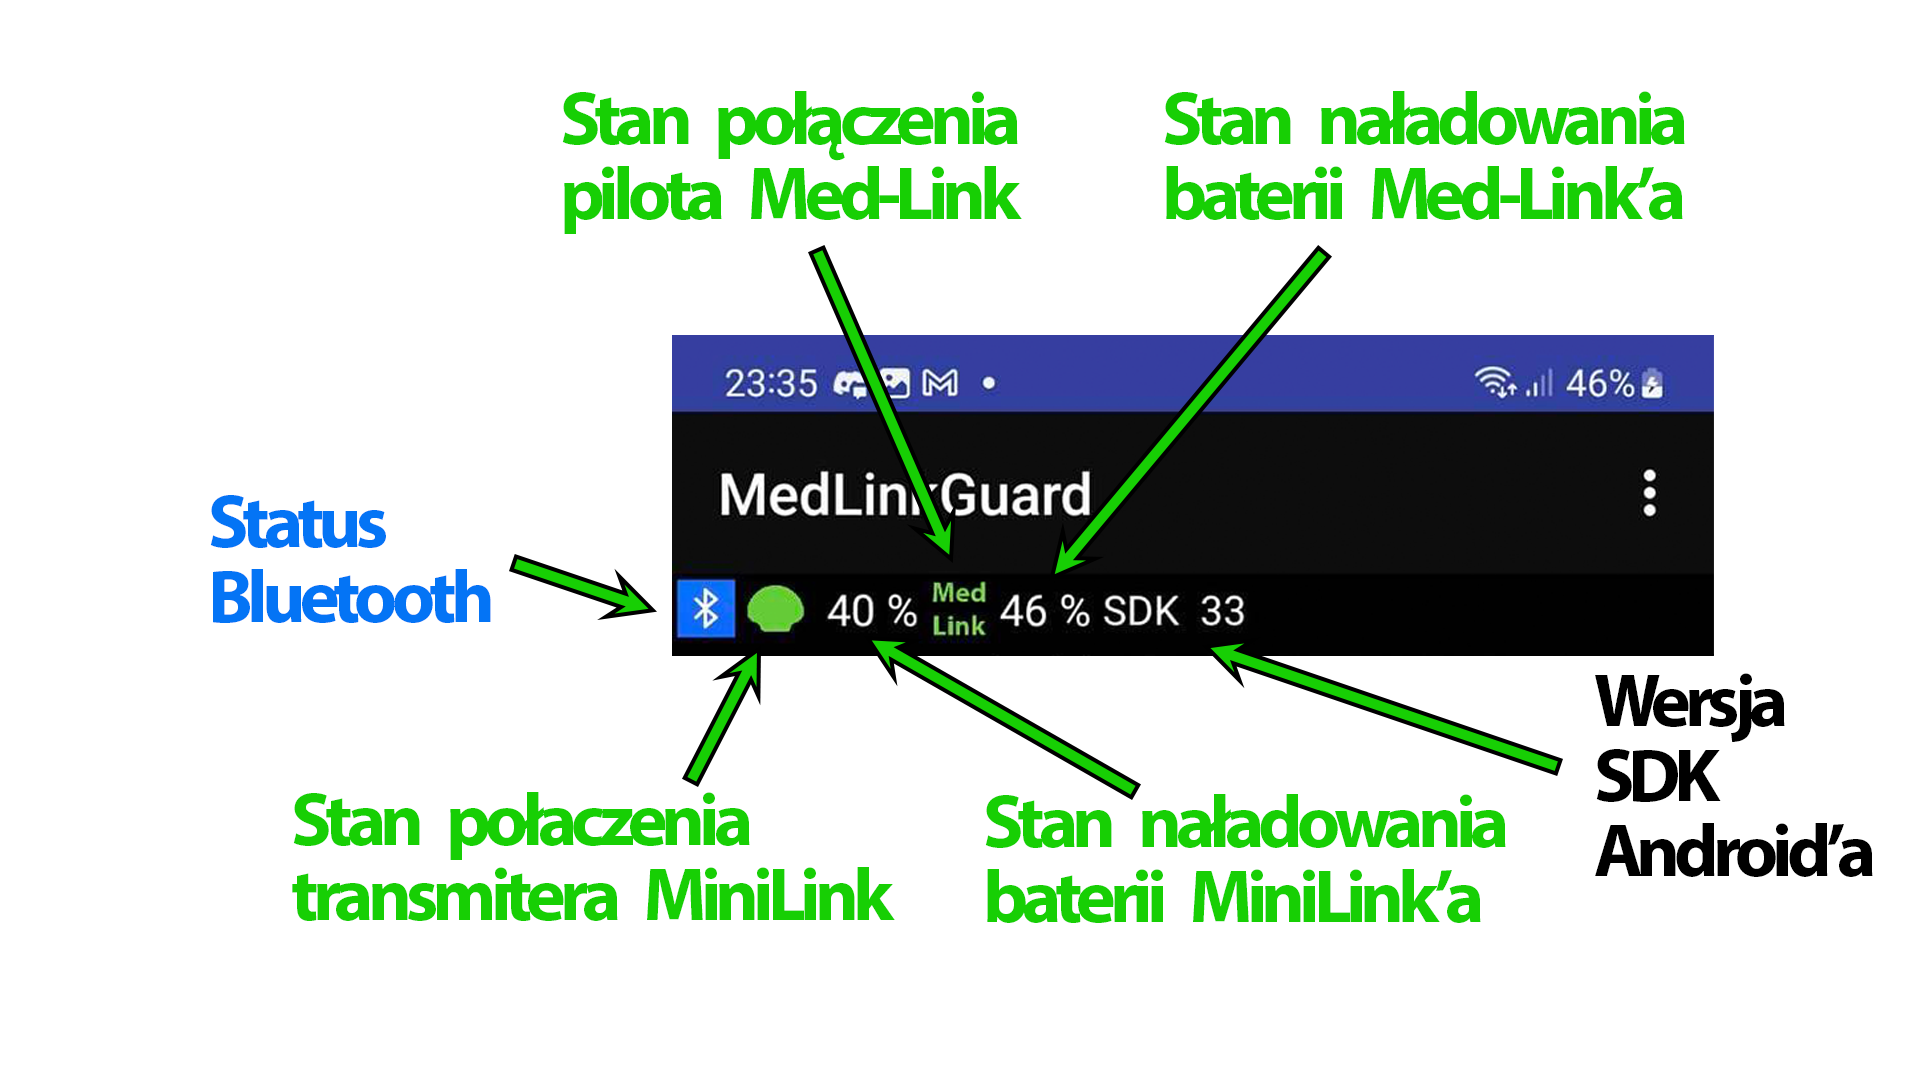 Stan połączenia
pilota Med-Link
Stan naładowania
baterii Med-Link’a
23:35
46%
MedLinkGuard
Status
Bluetooth
40 % Med Link 46 % SDK 33
Wersja
SDK
Android’a
Stan połaczenia
transmitera MiniLink
Stan naładowania
baterii MiniLink’a